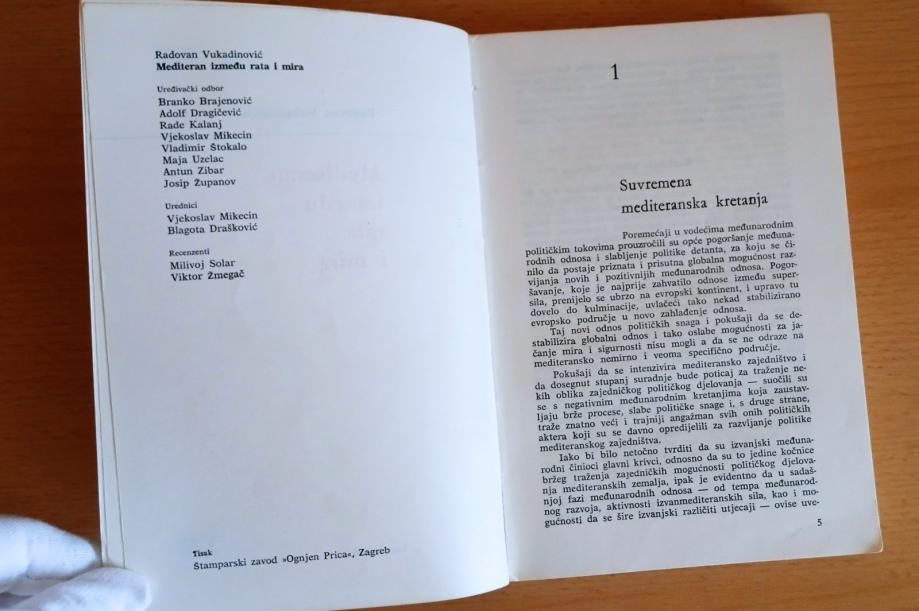 Radovan Vukadinović
Mediteran između rata i mira
Uređivački odbor
Branko Brajenović
Adolf Dragičević
Rade Kalanj
Vjekoslav Mikecin
Vladimir Štokalo
Maja Uzelac
Antun Zibar
Josip Županov
Urednici
Vjekoslav Mikecin
Blagota Drašković
Recenzenti
Milivoj Solar
Viktor Žmegač
Tisak
Štamparski zavod »Ognjen Prica«, Zagreb
1
Suvremena
mediteranska kretanja
Poremećaji u vodećima međunarodnim
političkim tokovima prouzročili su opće pogoršanje međuna-
rodnih odnosa i slabljenje politike detanta, za koju se či-
nilo da postaje priznata i prisutna globalna mogućnost raz-
vijanja novih i pozitivnijih međunarodnih odnosa. Pogor-
šavanje, koje je najprije zahvatilo odnose između super-
sila, prenijelo se ubrzo na evropski kontinent, i upravo tu
dovelo do kulminacije, uvlačeći tako nekad stabilizirano
evropsko područje u novo zahlađenje odnosa.
Taj novi odnos političkih snaga i pokušaji da se de-
stabilizira globalni odnos i tako oslabe mogućnosti za ja-
čanje mira i sigurnosti nisu mogli a da se ne odraze na
mediteransko nemirno i veoma specifično područje.
Pokušaji da se intenzivira mediteransko zajedništvo i
da dosegnut stupanj suradnje bude poticaj za traženje ne-
kih oblika zajedničkog političkog djelovanja — suočili su
se s negativnim međunarodnim kretanjima koja zaustav-
ljaju brže procese, slabe političke snage i, s druge strane,
traže znatno veći i trajniji angažman svih onih političkih
aktera koji su se davno opredijelili za razvijanje politike
mediteranskog zajedništva.
Iako bi bilo netočno tvrditi da su izvanjski međuna-
rodni činioci glavni krivci, odnosno da su to jedine kočnice
bržeg traženja zajedničkih mogućnosti političkog djelova-
nja mediteranskih zemalja, ipak je evidentno da u sadaš-
njoj fazi međunarodnih odnosa — od tempa međunarod-
nog razvoja, aktivnosti izvanmediteranskih sila, kao i mo-
gućnosti da se šire izvanjski različiti utjecaji — ovise uve-
5